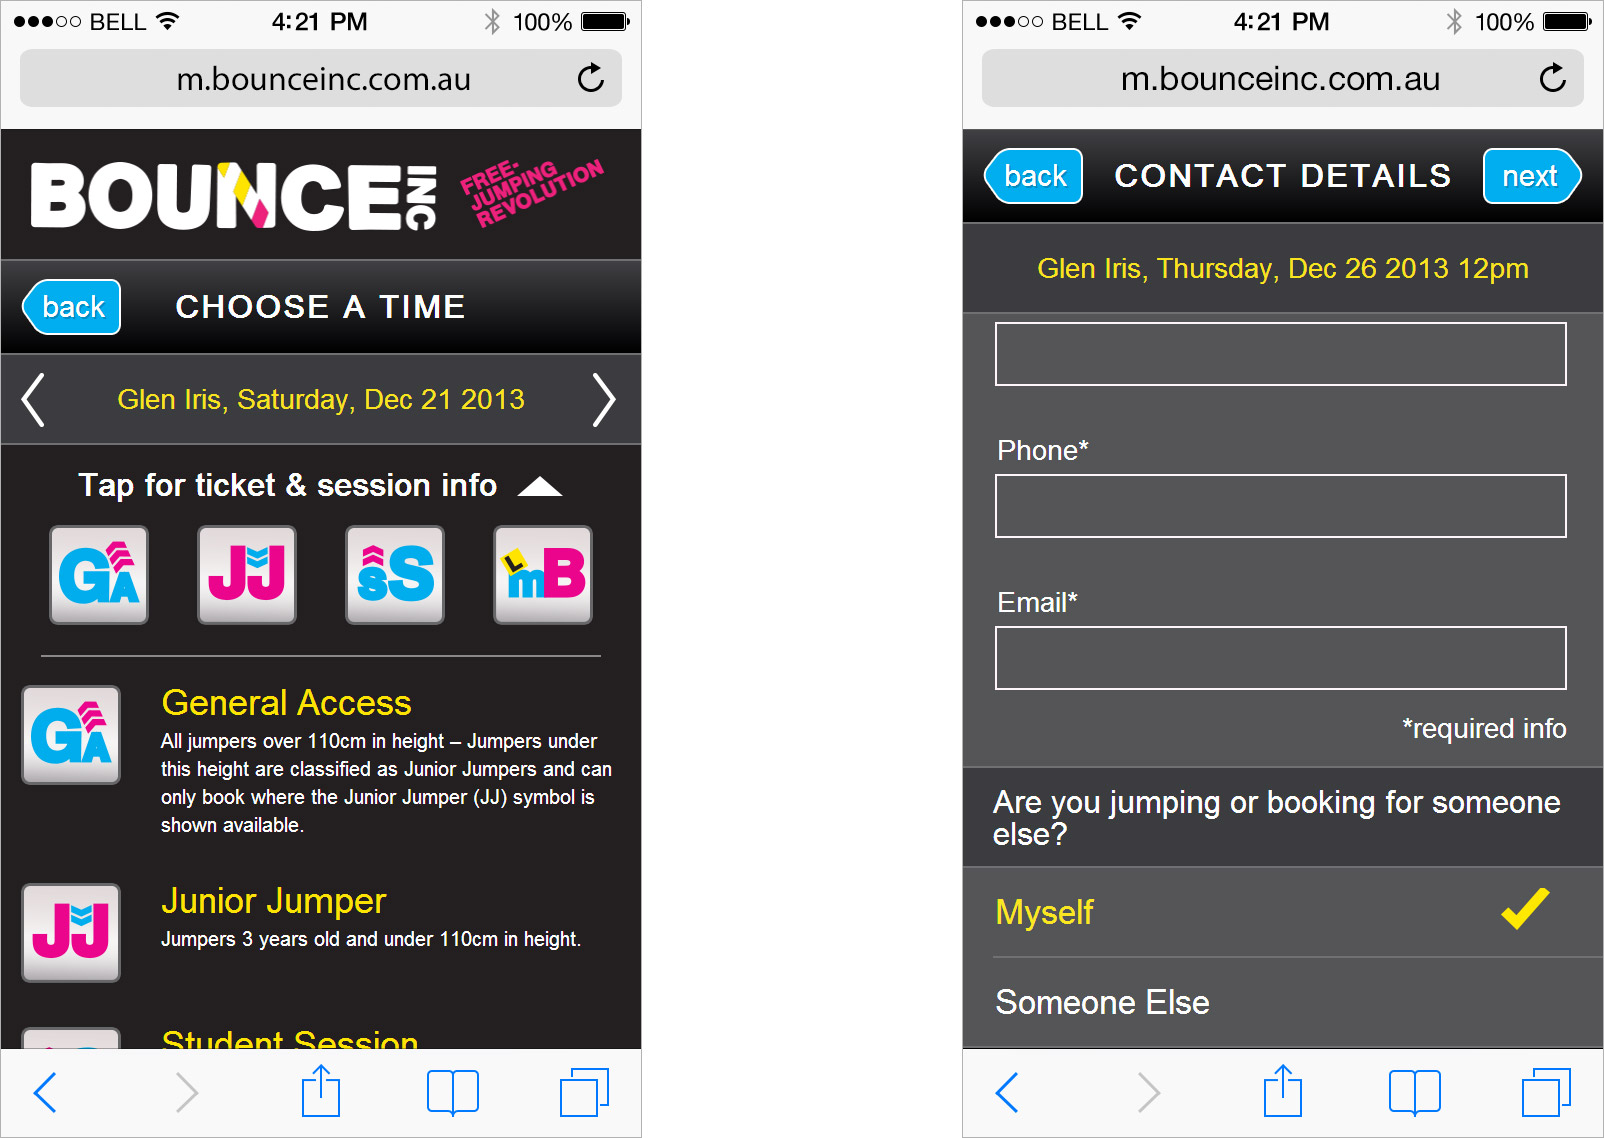 BELL 4:21 PM 100%
m.bounceinc.com.au
BOUNCE INC
FREE-
JUMPING
REVOLUTION
back CHOOSE A TIME
Glen Iris, Saturday, Dec 21 2013
Tap for ticket & session info
GA JJ SS LmB
GA
General Access
All jumpers over 110cm in height – Jumpers under
this height are classified as Junior Jumpers and can
only book where the Junior Jumper (JJ) symbol is
shown available.
JJ
Junior Jumper
Jumpers 3 years old and under 110cm in height.
Student Session
BELL 4:21 PM 100%
m.bounceinc.com.au
back CONTACT DETAILS next
Glen Iris, Thursday, Dec 26 2013 12pm
Phone*
Email*
*required info
Are you jumping or booking for someone
else?
Myself
Someone Else